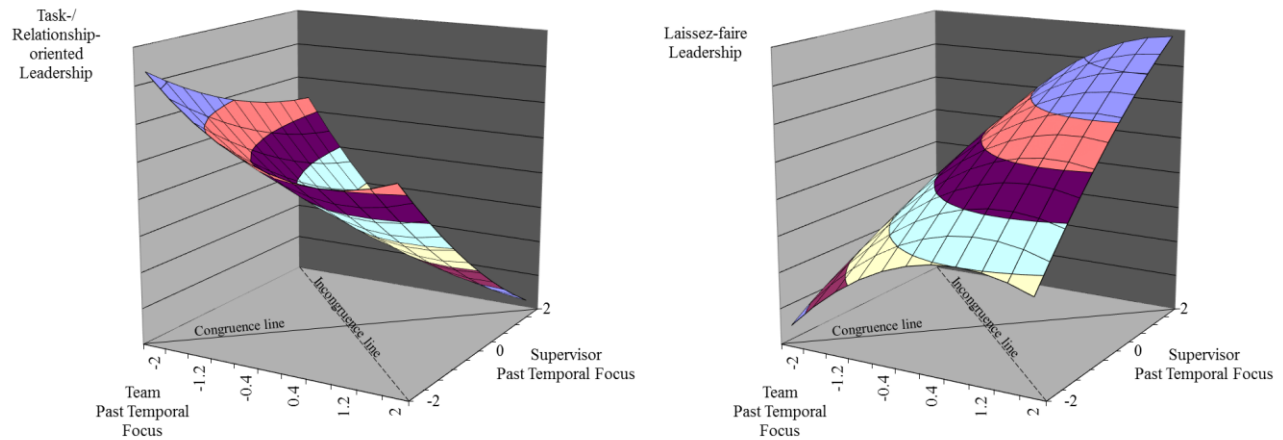 Task-/
Relationship-
oriented
Leadership
Congruence line
Incongruence line
-2
-1.2
-0.4
0.4
1.2
2
-2
0
2
Team
Past Temporal
Focus
Supervisor
Past Temporal Focus
Laissez-faire
Leadership
Congruence line
Incongruence line
-2
-1.2
-0.4
0.4
1.2
2
-2
0
2
Team
Past Temporal
Focus
Supervisor
Past Temporal Focus